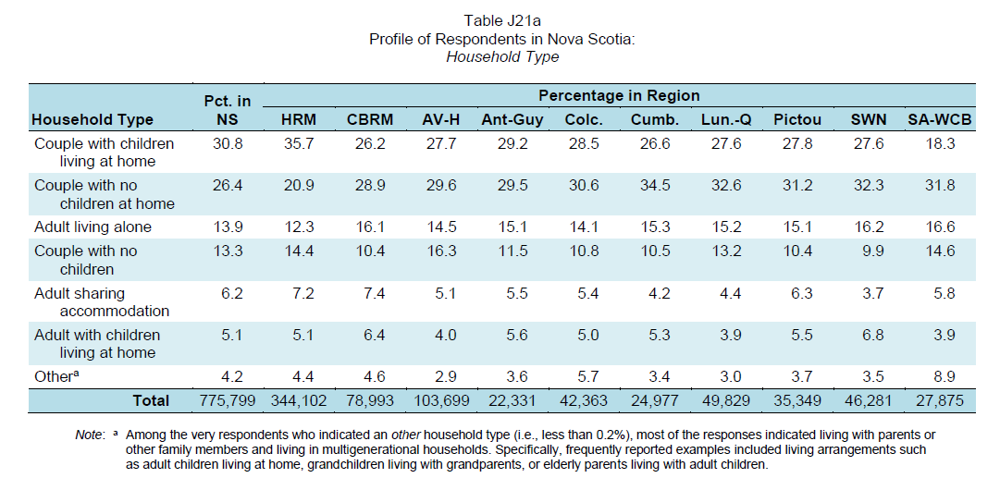 Table J21a
Profile of Respondents in Nova Scotia:
Household Type
Household Type Pct. in NS Percentage in Region
HRM CBRM AV-H Ant-Guy Colc. Cumb. Lun.-Q Pictou SWN SA-WCB
Couple with children living at home 30.8 35.7 26.2 27.7 29.2 28.5 26.6 27.6 27.8 27.6 18.3
Couple with no children at home 26.4 20.9 28.9 29.6 29.5 30.6 34.5 32.6 31.2 32.3 31.8
Adult living alone 13.9 12.3 16.1 14.5 15.1 14.1 15.3 15.2 15.1 16.2 16.6
Couple with no children 13.3 14.4 10.4 16.3 11.5 10.8 10.5 13.2 10.4 9.9 14.6
Adult sharing accommodation 6.2 7.2 7.4 5.1 5.5 5.4 4.2 4.4 6.3 3.7 5.8
Adult with children living at home 5.1 5.1 6.4 4.0 5.6 5.0 5.3 3.9 5.5 6.8 3.9
Otherᵃ 4.2 4.4 4.6 2.9 3.6 5.7 3.4 3.0 3.7 3.5 8.9
Total 775,799 344,102 78,993 103,699 22,331 42,363 24,977 49,829 35,349 46,281 27,875
Note: ᵃ Among the very respondents who indicated an other household type (i.e., less than 0.2%), most of the responses indicated living with parents or
other family members and living in multigenerational households. Specifically, frequently reported examples included living arrangements such
as adult children living at home, grandchildren living with grandparents, or elderly parents living with adult children.